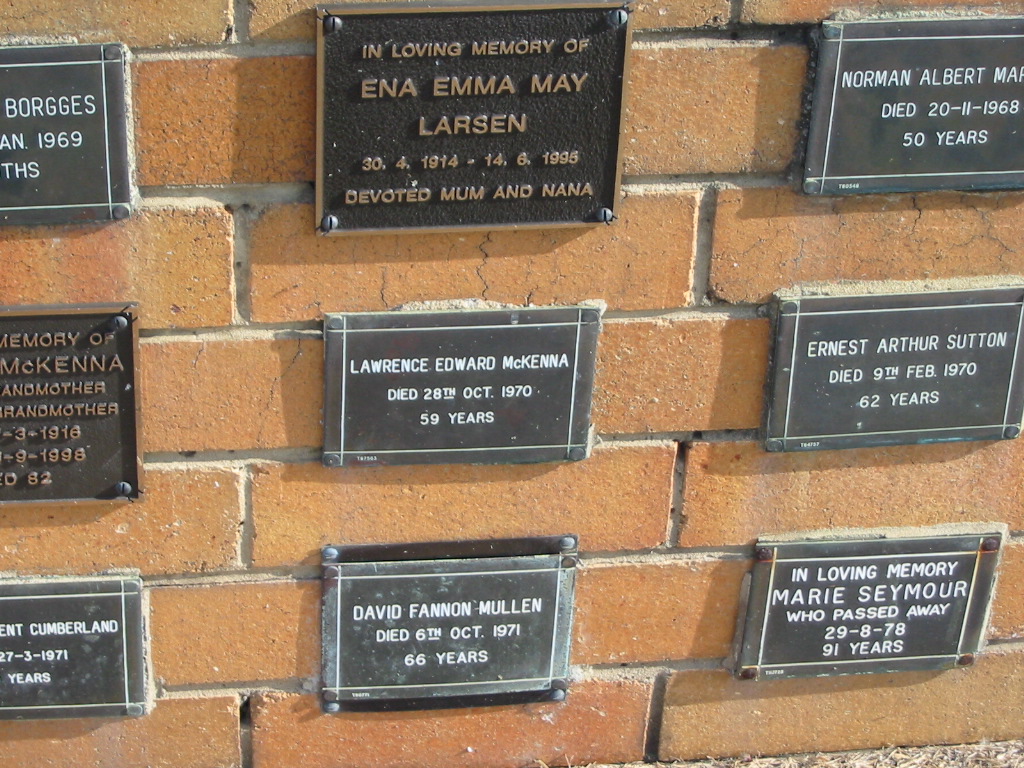 BORGGES
AN. 1969
THS
IN LOVING MEMORY OF
ENA EMMA MAY
LARSEN
30. 4. 1914 - 14. 6. 1995
DEVOTED MUM AND NANA
NORMAN ALBERT MAR
DIED 20-11-1968
50 YEARS
MEMORY OF
McKENNA
ANDMOTHER
GRANDMOTHER
-3-1916
-9-1998
ED 82
LAWRENCE EDWARD McKENNA
DIED 28TH OCT. 1970
59 YEARS
ERNEST ARTHUR SUTTON
DIED 9TH FEB. 1970
62 YEARS
ENT CUMBERLAND
27-3-1971
YEARS
DAVID FANNON MULLEN
DIED 6TH OCT. 1971
66 YEARS
IN LOVING MEMORY
MARIE SEYMOUR
WHO PASSED AWAY
29-8-78
91 YEARS